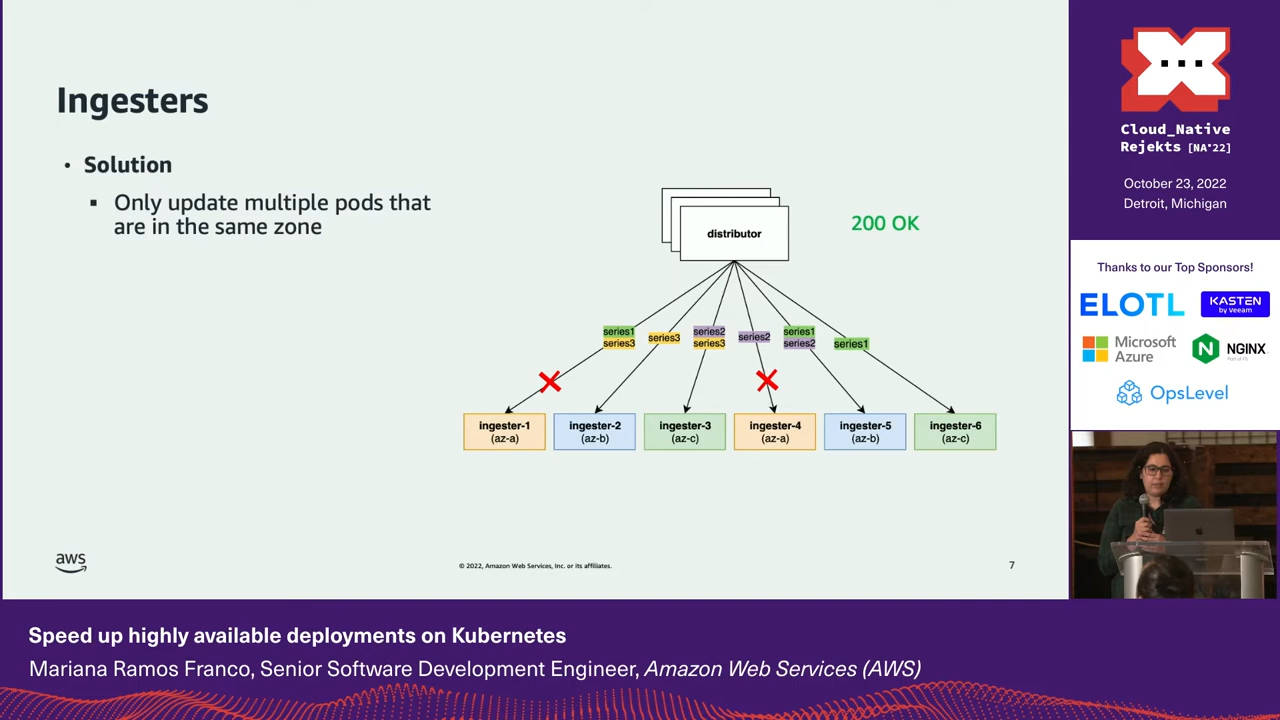 Ingesters
• Solution
▪ Only update multiple pods that
are in the same zone
distributor
200 OK
series1
series3
series3
series2
series3
series2
series1
series2
series1
ingester-1
(az-a)
ingester-2
(az-b)
ingester-3
(az-c)
ingester-4
(az-a)
ingester-5
(az-b)
ingester-6
(az-c)
aws
© 2022, Amazon Web Services, Inc. or its affiliates.
7
Cloud_Native
Rejekts [NA'22]
October 23, 2022
Detroit, Michigan
Thanks to our Top Sponsors!
ELOTL
KASTEN
by Veeam
Microsoft
Azure
N
NGINX
OpsLevel
Speed up highly available deployments on Kubernetes
Mariana Ramos Franco, Senior Software Development Engineer, Amazon Web Services (AWS)